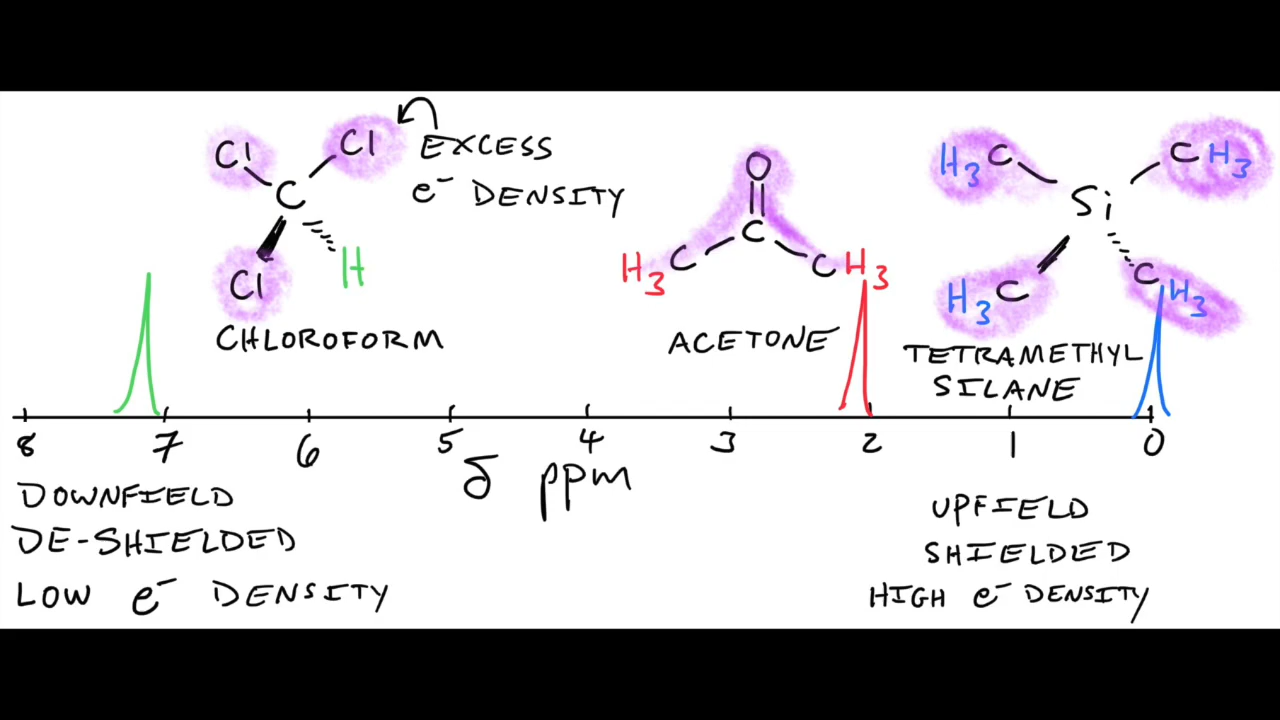 Cl
Cl
C
Cl
H
EXCESS
e⁻ DENSITY
CHLOROFORM
O
C
H₃C
CH₃
ACETONE
H₃C
CH₃
Si
H₃C
CH₃
TETRAMETHYL
SILANE
8 7 6 5 4 3 2 1 0
δ ppm
DOWNFIELD
DE-SHIELDED
LOW e⁻ DENSITY
UPFIELD
SHIELDED
HIGH e⁻ DENSITY